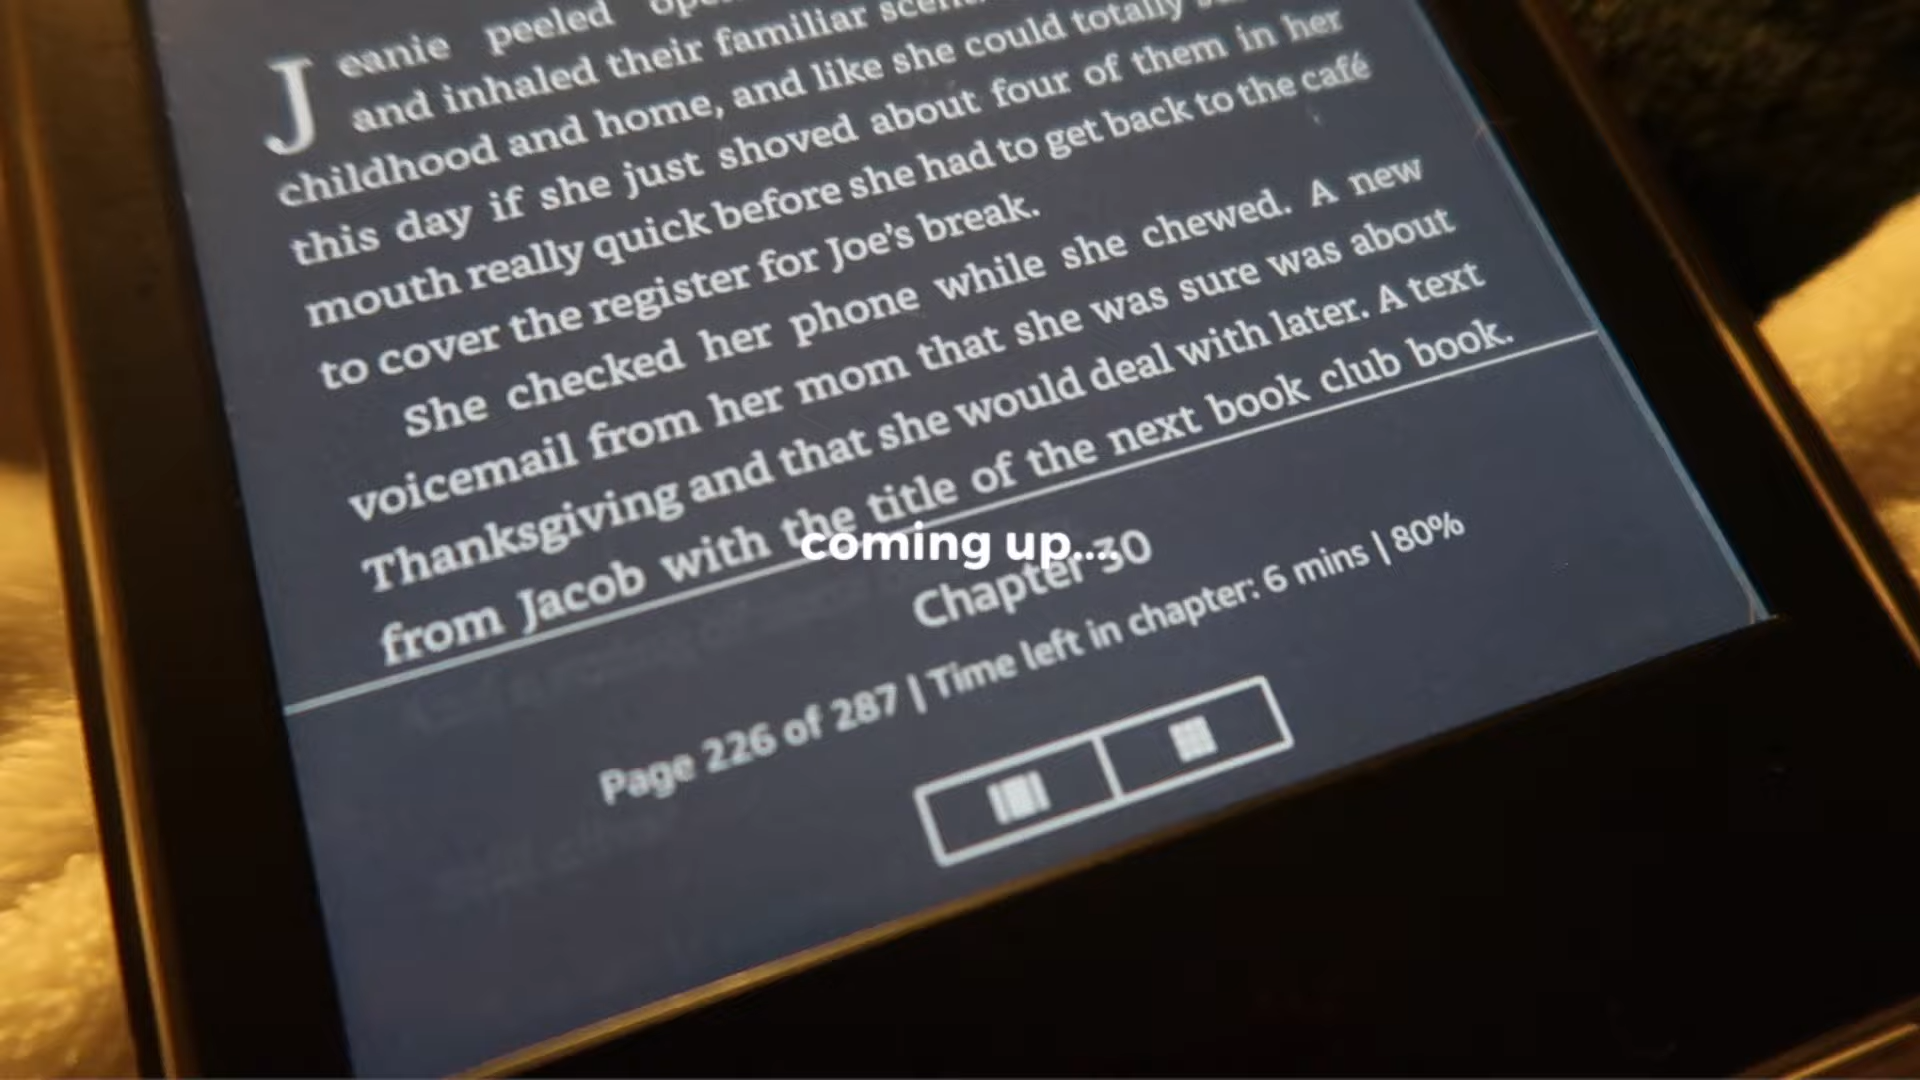 Jeanie peeled
and inhaled their familiar
childhood and home, and like she could totally
this day if she just shoved about four of them in her
mouth really quick before she had to get back to the café
to cover the register for Joe's break.
She checked her phone while she chewed. A new
voicemail from her mom that she was sure was about
Thanksgiving and that she would deal with later. A text
from Jacob with the title of the next book club book.
coming up....
Chapter 30
Page 226 of 287 | Time left in chapter: 6 mins | 80%